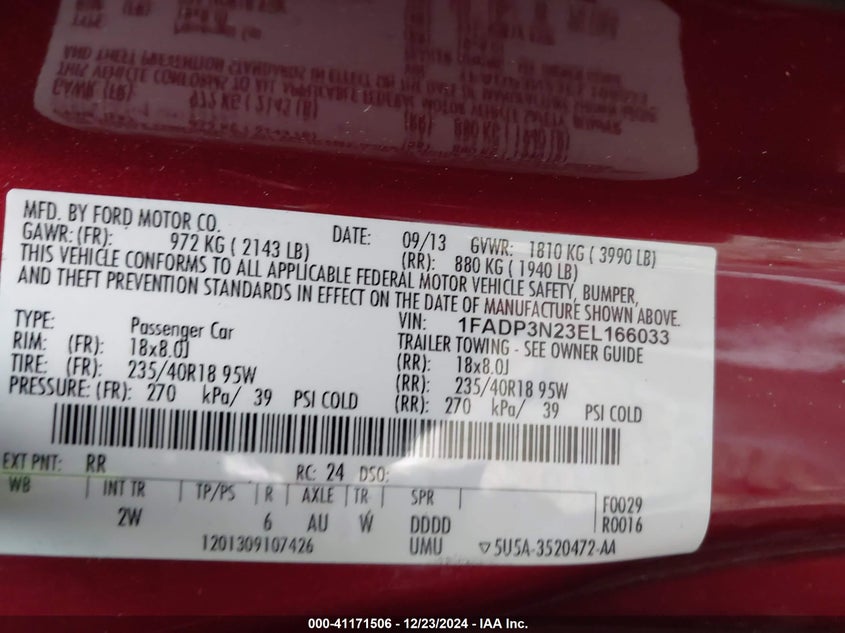 MFD. BY FORD MOTOR CO.
DATE: 09/13 GVWR: 1810 KG ( 3990 LB)
GAWR: (FR): 972 KG ( 2143 LB) (RR): 880 KG ( 1940 LB)
THIS VEHICLE CONFORMS TO ALL APPLICABLE FEDERAL MOTOR VEHICLE SAFETY, BUMPER,
AND THEFT PREVENTION STANDARDS IN EFFECT ON THE DATE OF MANUFACTURE SHOWN ABOVE.
VIN: 1FADP3N23EL166033
TYPE: Passenger Car TRAILER TOWING - SEE OWNER GUIDE
RIM: (FR): 18x8.0J (RR): 18x8.0J
TIRE: (FR): 235/40R18 95W (RR): 235/40R18 95W
PRESSURE: (FR): 270 kPa/ 39 PSI COLD (RR): 270 kPa/ 39 PSI COLD
EXT PNT: RR RC: 24 DSO:
WB INT TR TP/PS R AXLE TR SPR F0029
2W 6 AU W DDDD R0016
1201309107426 UMU ▽5U5A-3520472-AA
000-41171506 - 12/23/2024 - IAA Inc.